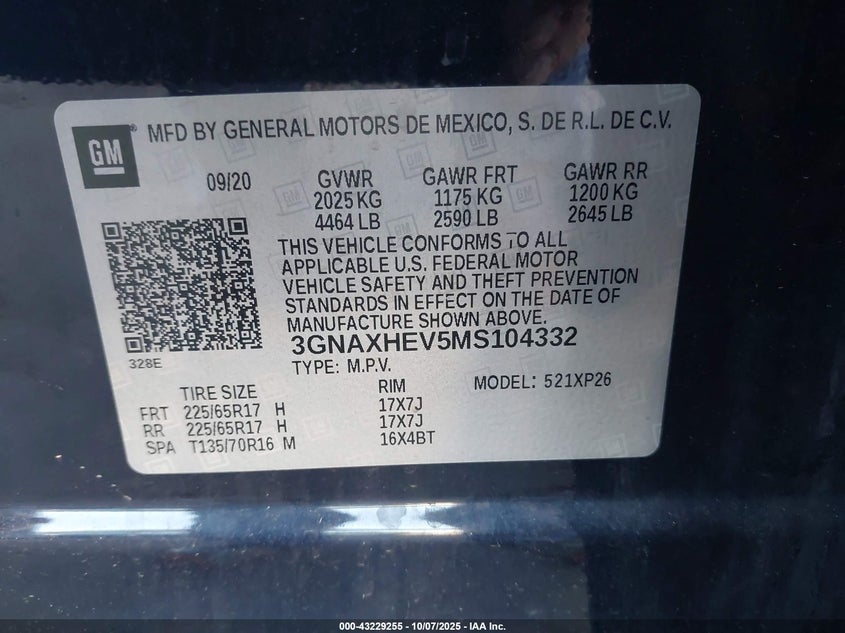 GM
MFD BY GENERAL MOTORS DE MEXICO, S. DE R.L. DE C.V.
09/20 GVWR GAWR FRT GAWR RR
2025 KG 1175 KG 1200 KG
4464 LB 2590 LB 2645 LB
THIS VEHICLE CONFORMS TO ALL
APPLICABLE U.S. FEDERAL MOTOR
VEHICLE SAFETY AND THEFT PREVENTION
STANDARDS IN EFFECT ON THE DATE OF
MANUFACTURE SHOWN ABOVE.
3GNAXHEV5MS104332
328E
TYPE: M.P.V.
TIRE SIZE RIM MODEL: 521XP26
FRT 225/65R17 H 17X7J
RR 225/65R17 H 17X7J
SPA T135/70R16 M 16X4BT
000-43229255 | 10/07/2025 | IAA Inc.